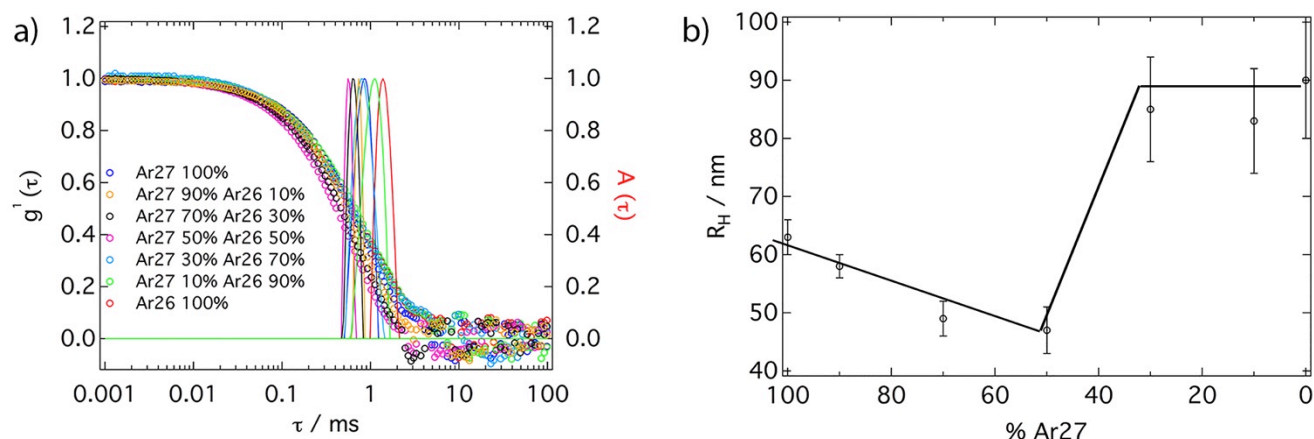 a)
1.2
1.0
0.8
0.6
0.4
0.2
0.0
g¹(τ)
Ar27 100%
Ar27 90% Ar26 10%
Ar27 70% Ar26 30%
Ar27 50% Ar26 50%
Ar27 30% Ar26 70%
Ar27 10% Ar26 90%
Ar26 100%
1.2
1.0
0.8
0.6
0.4
0.2
0.0
A (τ)
0.001 0.01 0.1 1 10 100
τ / ms
b)
100
90
80
70
60
50
40
R_H / nm
100 80 60 40 20 0
% Ar27